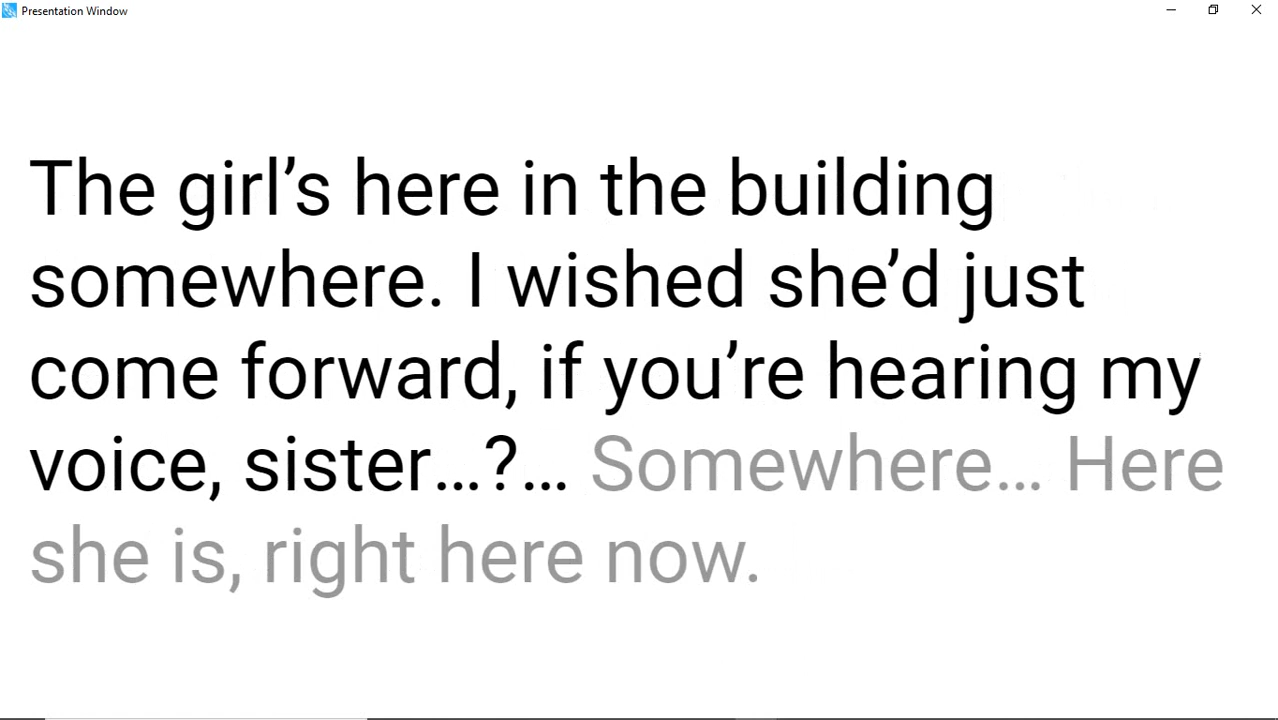 Presentation Window
The girl’s here in the building
somewhere. I wished she’d just
come forward, if you’re hearing my
voice, sister...?... Somewhere... Here
she is, right here now.